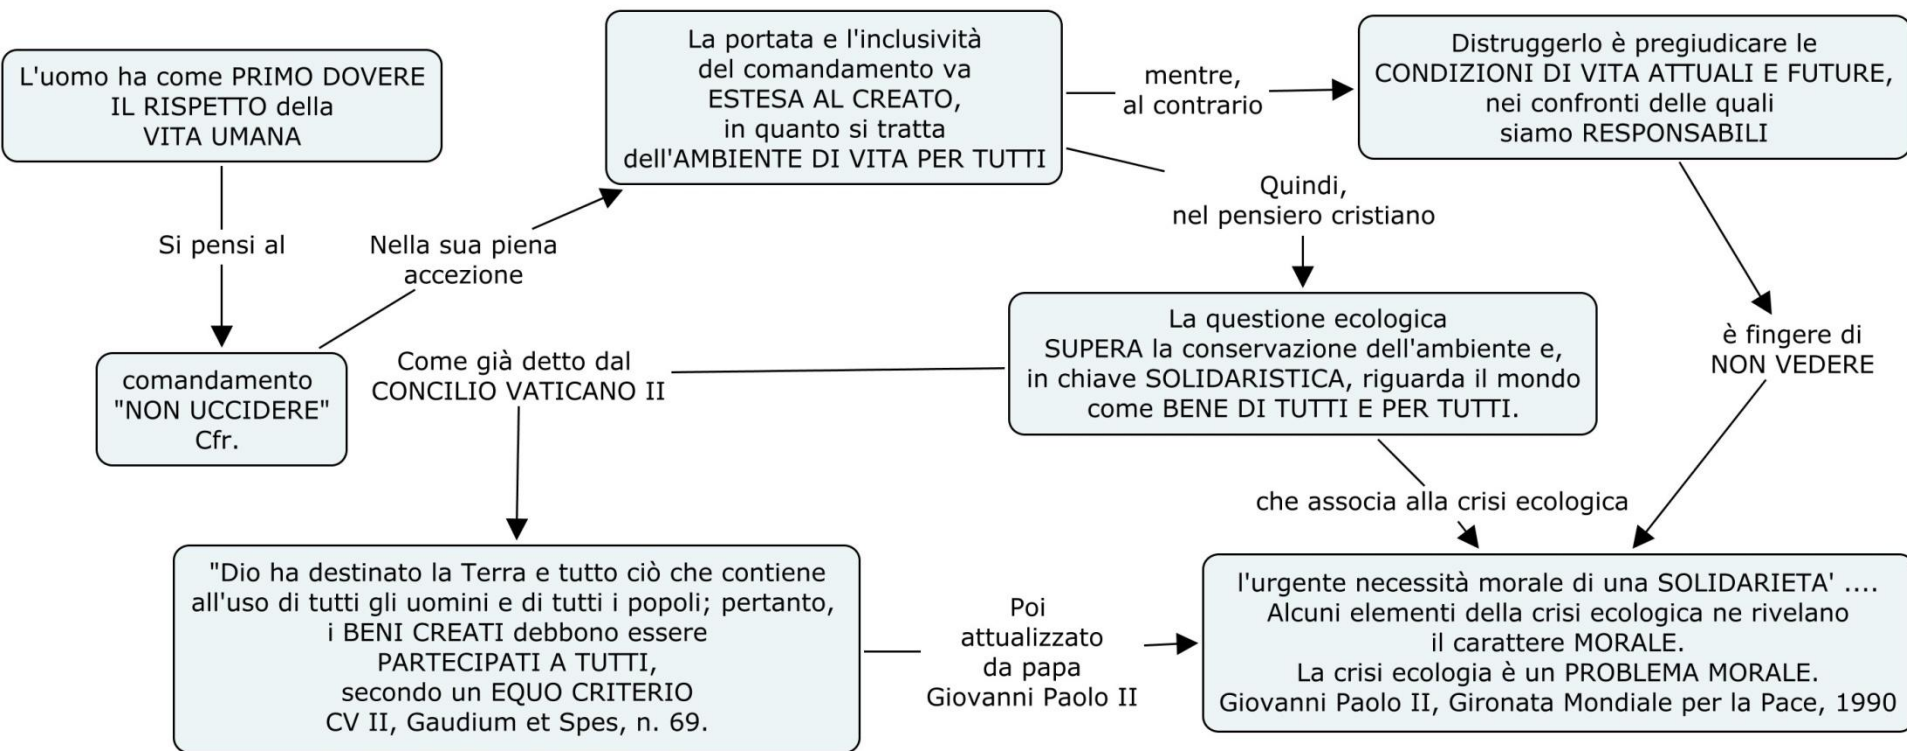 L'uomo ha come PRIMO DOVERE
IL RISPETTO della
VITA UMANA
Si pensi al
comandamento
"NON UCCIDERE"
Cfr.
Nella sua piena
accezione
La portata e l'inclusività
del comandamento va
ESTESA AL CREATO,
in quanto si tratta
dell'AMBIENTE DI VITA PER TUTTI
mentre,
al contrario
Distruggerlo è pregiudicare le
CONDIZIONI DI VITA ATTUALI E FUTURE,
nei confronti delle quali
siamo RESPONSABILI
Quindi,
nel pensiero cristiano
La questione ecologica
SUPERA la conservazione dell'ambiente e,
in chiave SOLIDARISTICA, riguarda il mondo
come BENE DI TUTTI E PER TUTTI.
è fingere di
NON VEDERE
Come già detto dal
CONCILIO VATICANO II
che associa alla crisi ecologica
"Dio ha destinato la Terra e tutto ciò che contiene
all'uso di tutti gli uomini e di tutti i popoli; pertanto,
i BENI CREATI debbono essere
PARTECIPATI A TUTTI,
secondo un EQUO CRITERIO
CV II, Gaudium et Spes, n. 69.
Poi
attualizzato
da papa
Giovanni Paolo II
l'urgente necessità morale di una SOLIDARIETA' ....
Alcuni elementi della crisi ecologica ne rivelano
il carattere MORALE.
La crisi ecologia è un PROBLEMA MORALE.
Giovanni Paolo II, Gironata Mondiale per la Pace, 1990